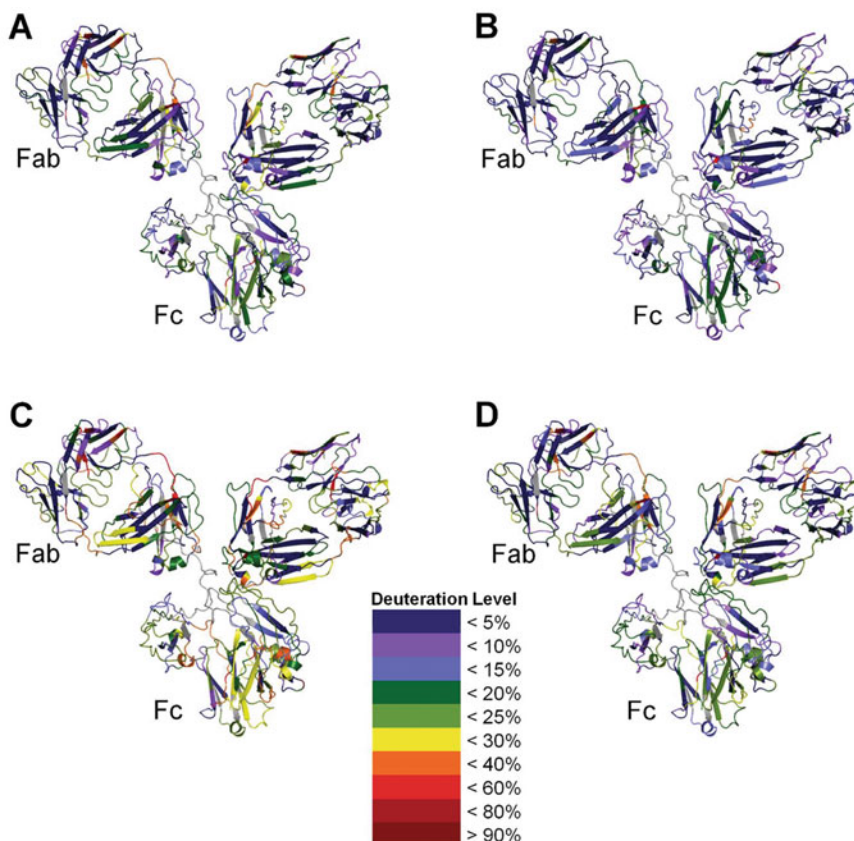 A
B
Fab
Fab
Fc
Fc
C
D
Fab
Fab
Fc
Fc
Deuteration Level
< 5%
< 10%
< 15%
< 20%
< 25%
< 30%
< 40%
< 60%
< 80%
> 90%